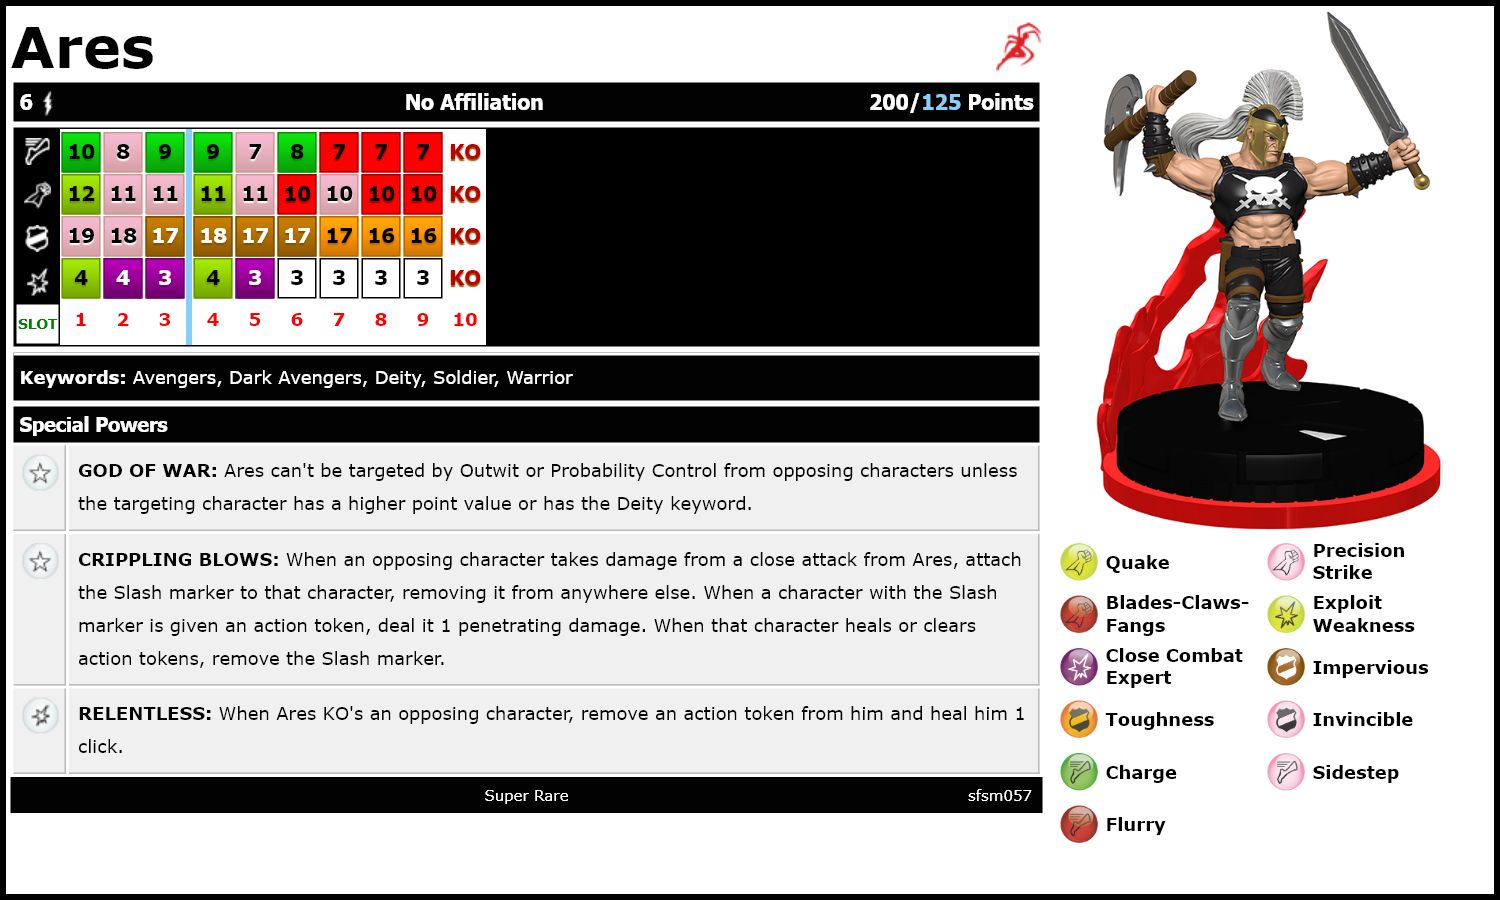 Ares
6 No Affiliation 200/125 Points
10 8 9 9 7 8 7 7 7 KO
12 11 11 11 11 10 10 10 10 KO
19 18 17 18 17 17 17 16 16 KO
4 4 3 4 3 3 3 3 3 KO
SLOT 1 2 3 4 5 6 7 8 9 10
Keywords: Avengers, Dark Avengers, Deity, Soldier, Warrior
Special Powers
GOD OF WAR: Ares can't be targeted by Outwit or Probability Control from opposing characters unless
the targeting character has a higher point value or has the Deity keyword.
CRIPPLING BLOWS: When an opposing character takes damage from a close attack from Ares, attach
the Slash marker to that character, removing it from anywhere else. When a character with the Slash
marker is given an action token, deal it 1 penetrating damage. When that character heals or clears
action tokens, remove the Slash marker.
RELENTLESS: When Ares KO's an opposing character, remove an action token from him and heal him 1
click.
Super Rare sfsm057
Quake
Precision
Strike
Blades-Claws-
Fangs
Exploit
Weakness
Close Combat
Expert
Impervious
Toughness
Invincible
Charge
Sidestep
Flurry